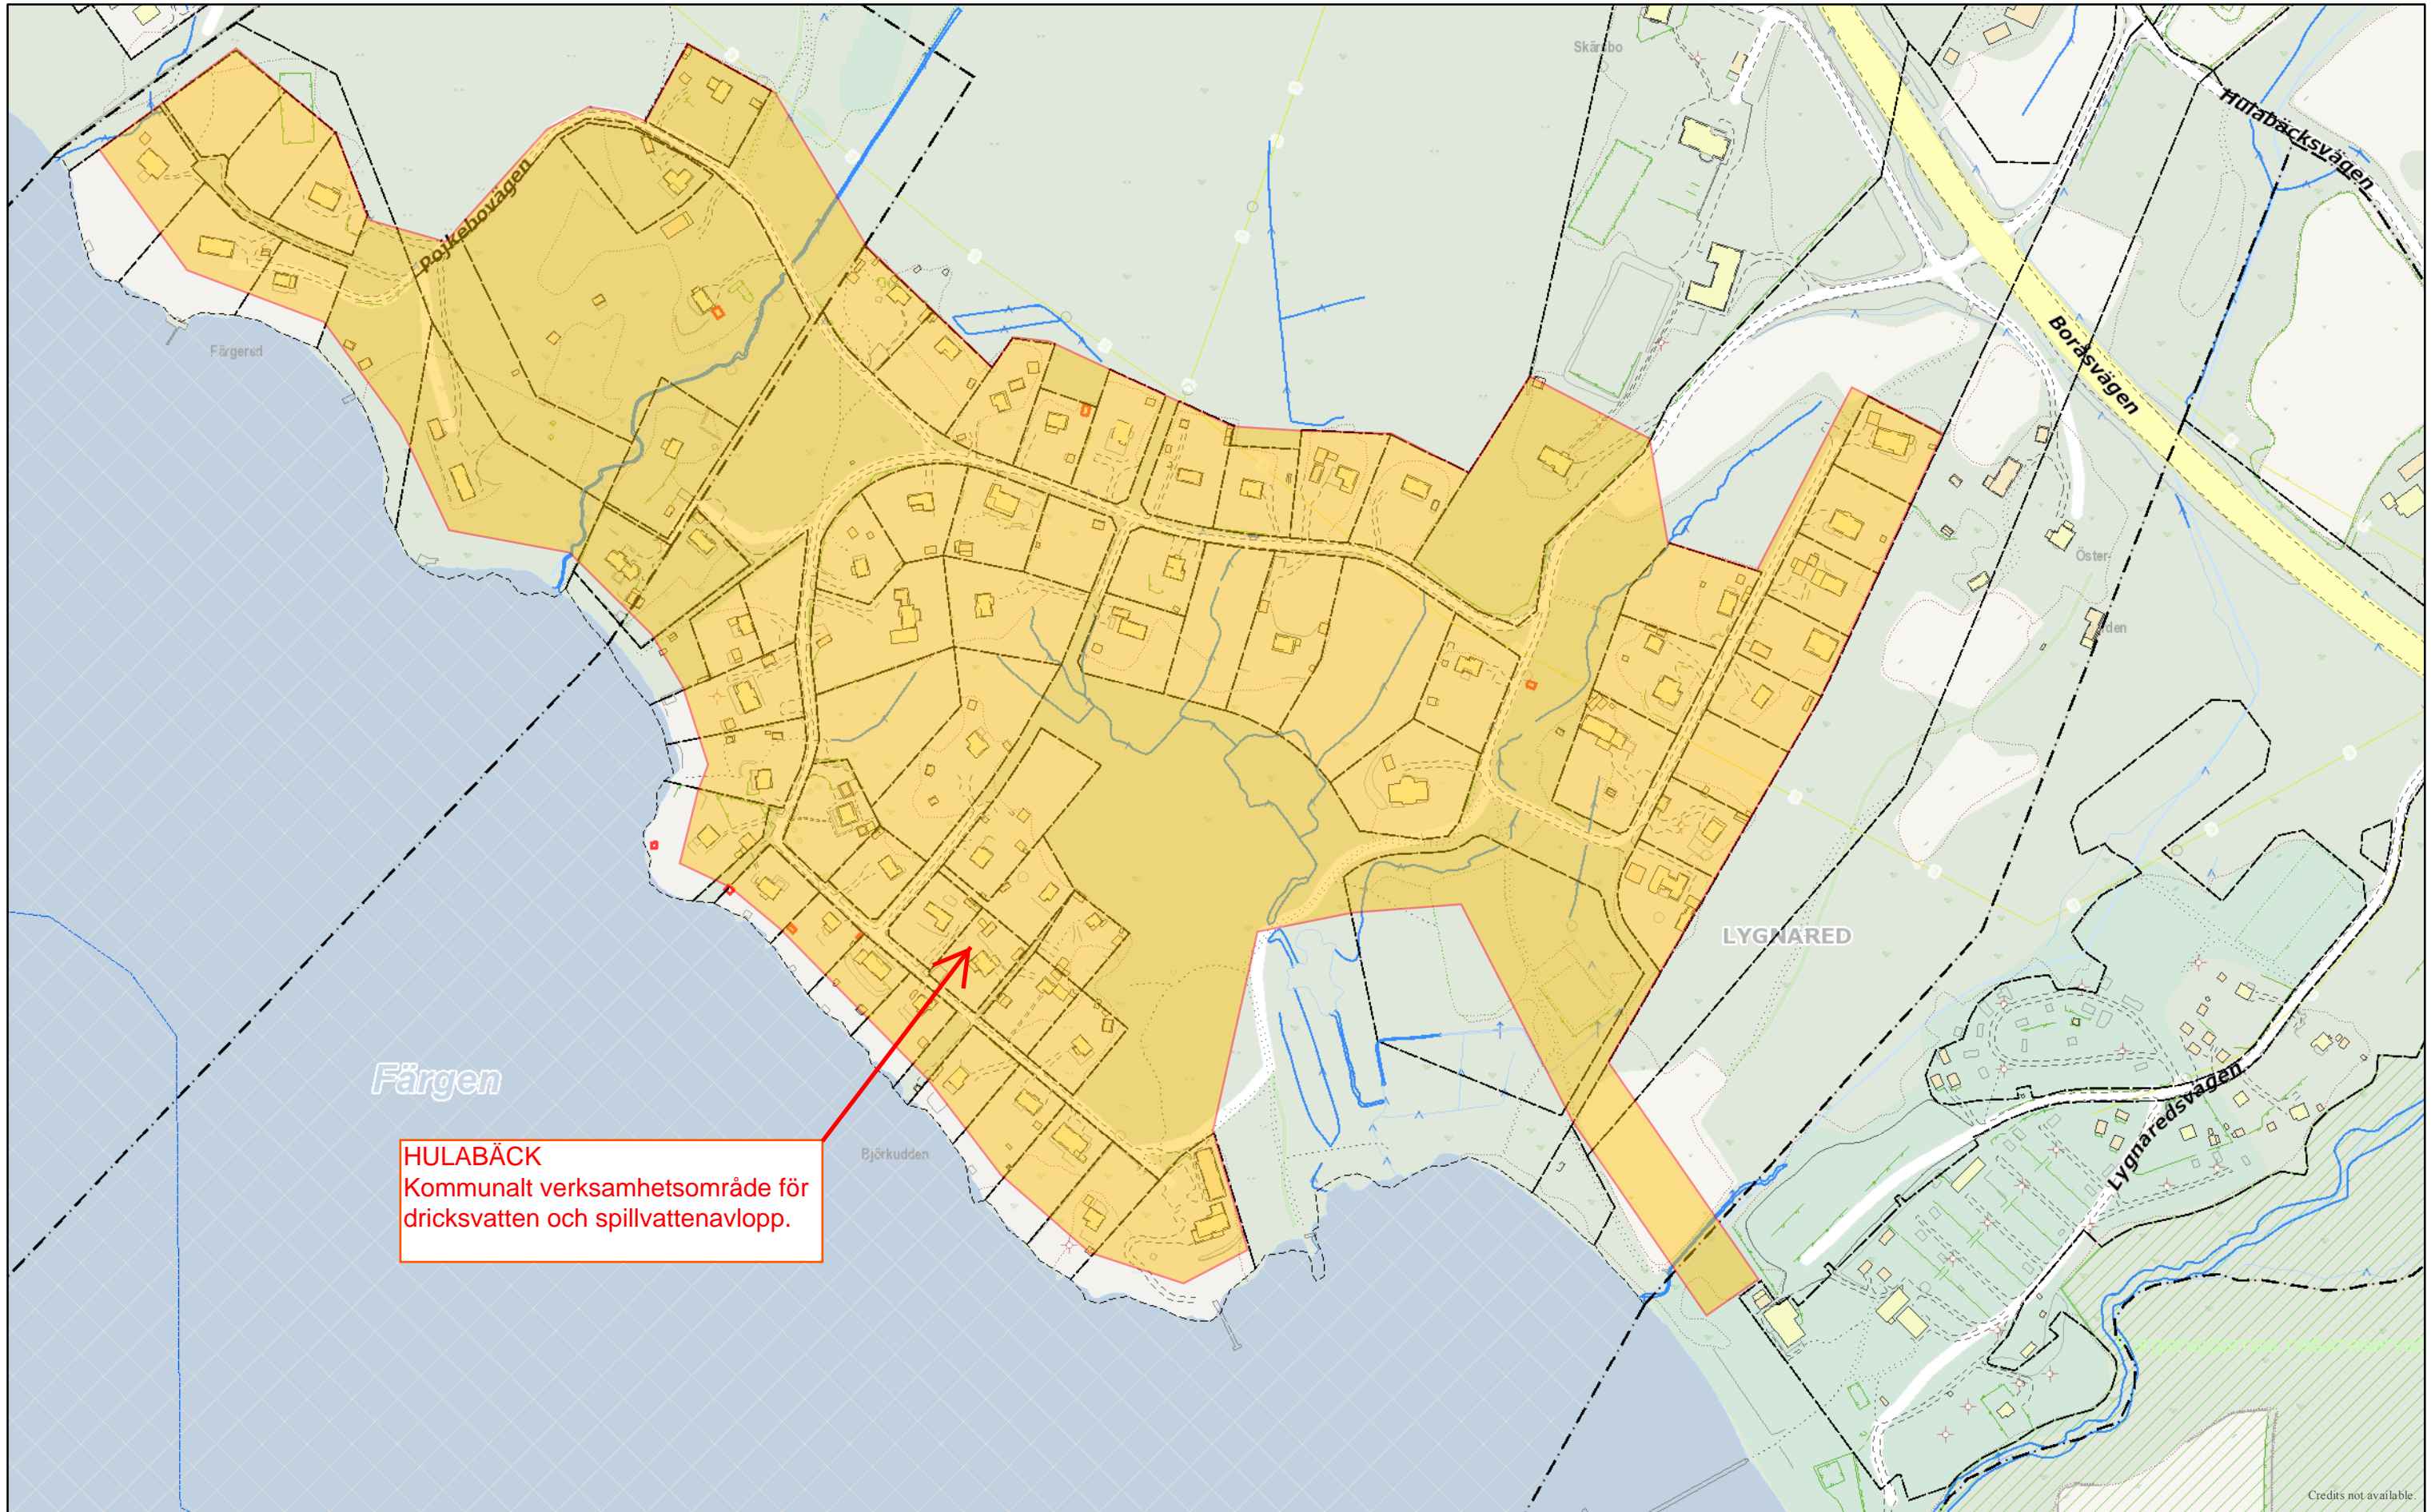 Skärsbo
Hulabäcksvägen
Pojkebovägen
Boråsvägen
Färgered
Öster-
LYGNARED
Färgen
Lygnaredsvägen
HULABÄCK
Kommunalt verksamhetsområde för
dricksvatten och spillvattenavlopp.
Björkudden
Credits not available.